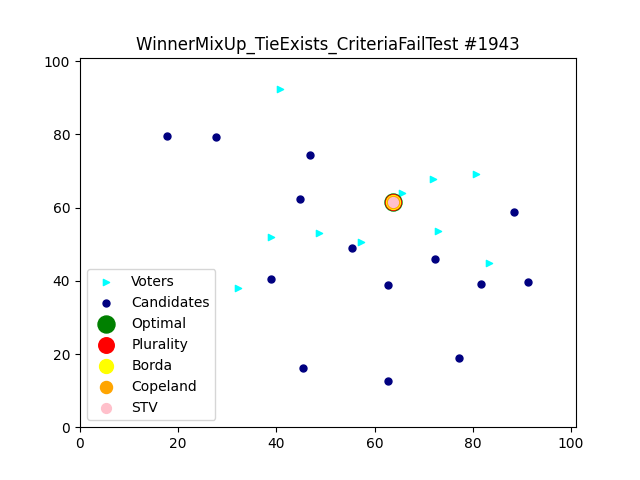 WinnerMixUp_TieExists_CriteriaFailTest #1943
100
80
60
40
20
0
Voters
Candidates
Optimal
Plurality
Borda
Copeland
STV
0 20 40 60 80 100